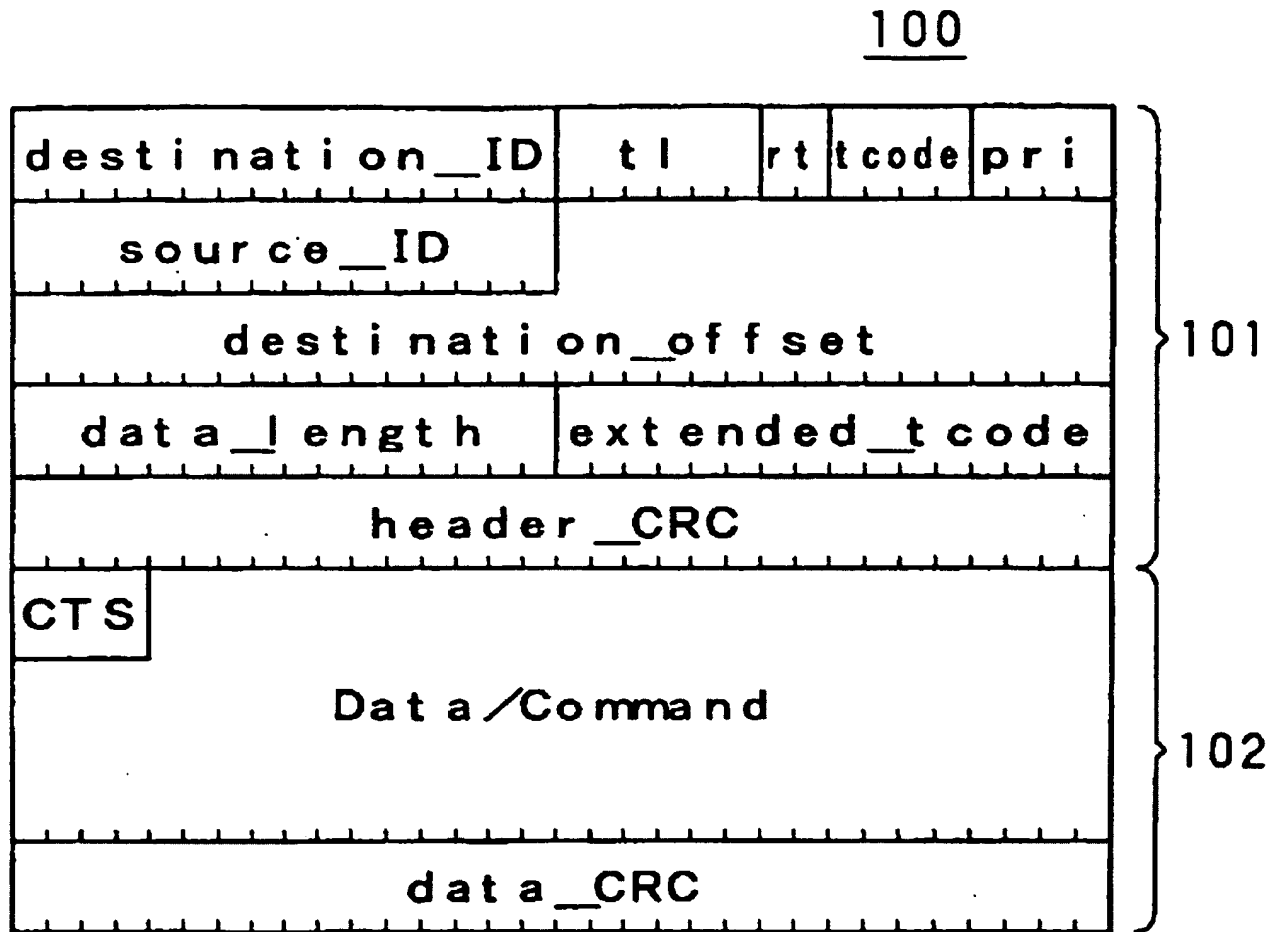 100
destination_ID tl rt tcode pri
source_ID
destination_offset
101
data_length extended_tcode
header_CRC
CTS
Data/Command
102
data_CRC